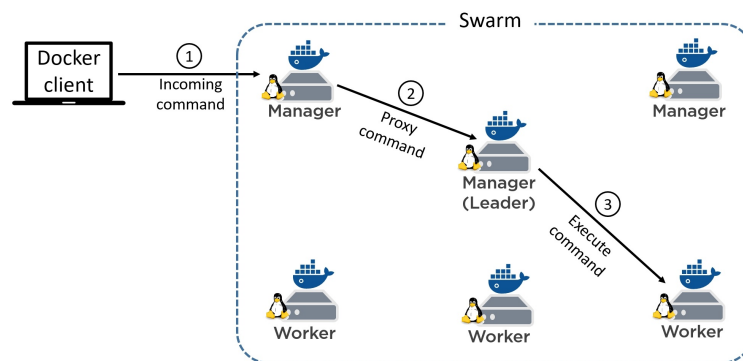 Swarm
Docker
client
1
Incoming
command
Manager
2
Proxy
command
Manager
Manager
(Leader)
3
Execute
command
Worker
Worker
Worker